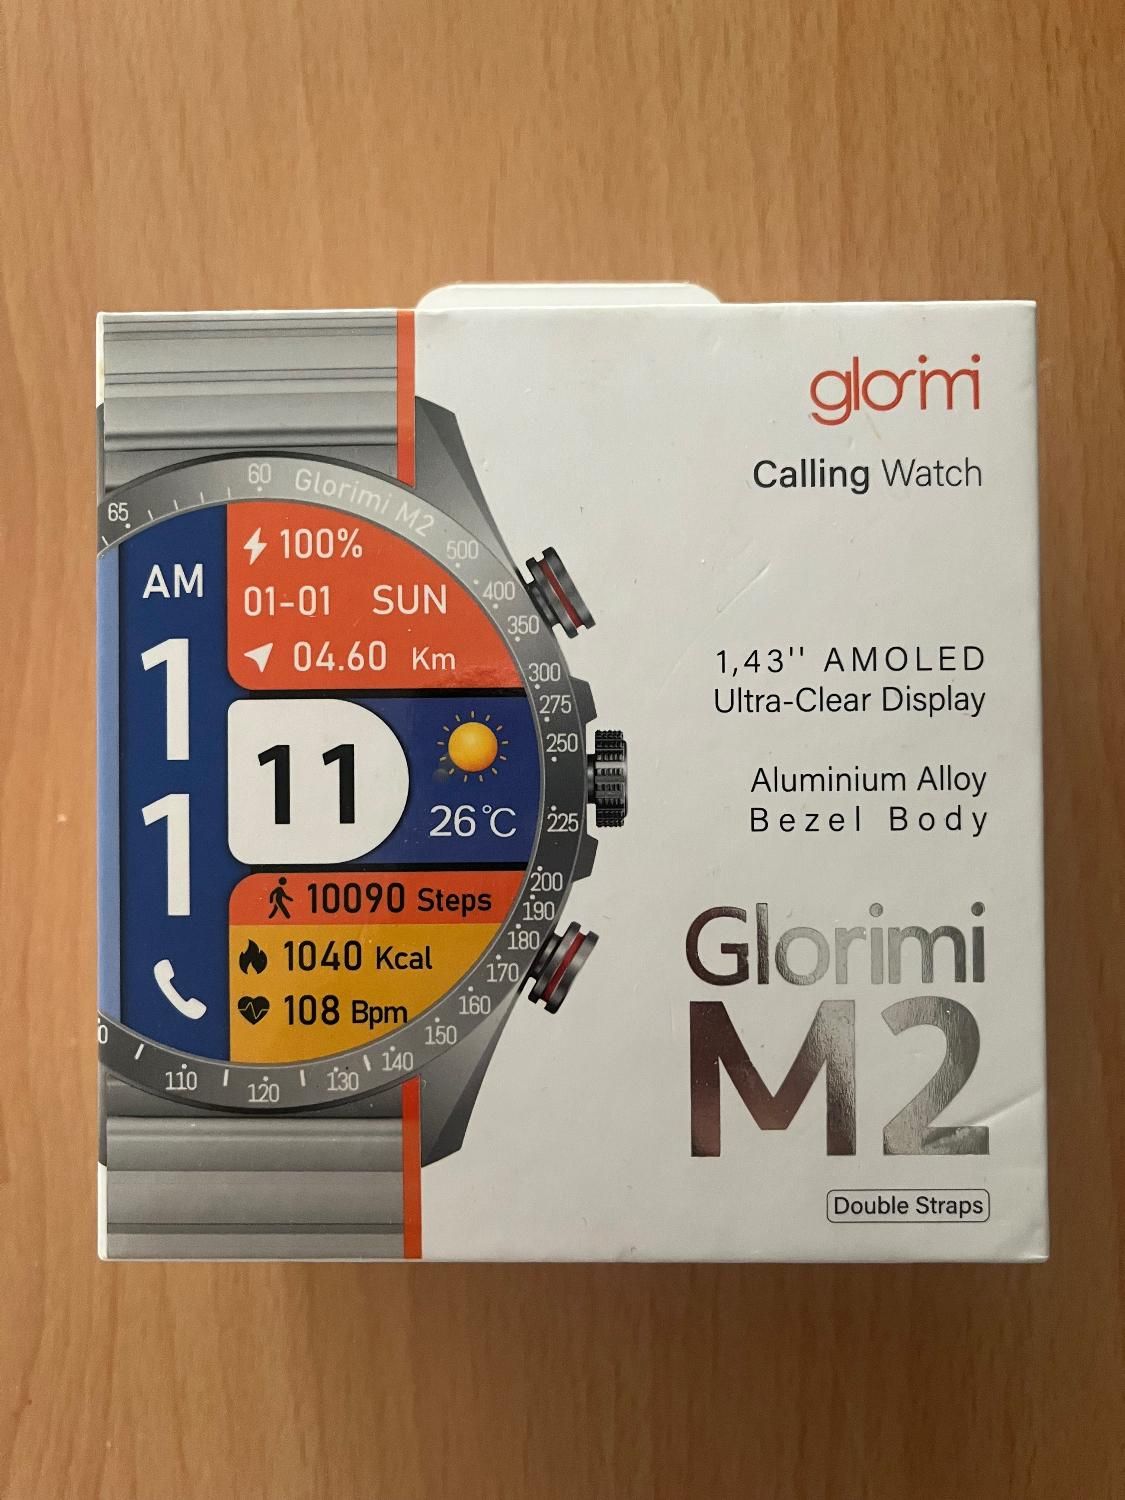 glorimi
Calling Watch
1,43'' AMOLED
Ultra-Clear Display
Aluminium Alloy
Bezel Body
Glorimi
M2
Double Straps
65
60
Glorimi M2
500
400
350
300
275
250
225
200
190
180
170
160
150
140
130
120
110
0
AM
11
11
100%
01-01 SUN
04.60 Km
26°C
10090 Steps
1040 Kcal
108 Bpm